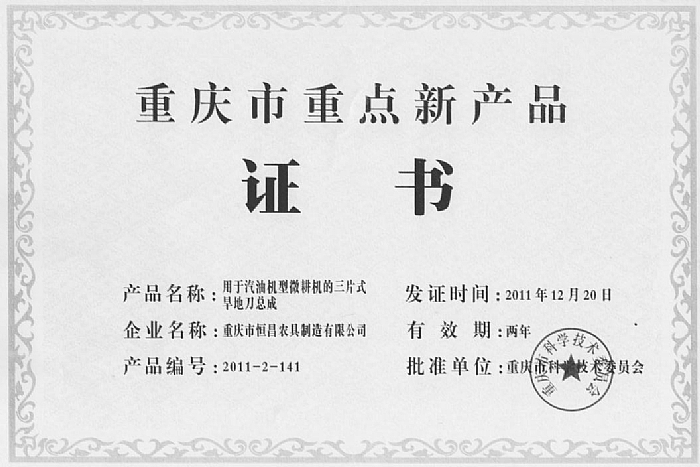 重庆市重点新产品
证 书
产品名称：用于汽油机型微耕机的三片式
旱地刀总成
企业名称：重庆市恒昌农具制造有限公司
产品编号：2011-2-141
发证时间：2011年12月20日
有 效 期：两年
批准单位：重庆市科学技术委员会
重庆市科学技术委员会